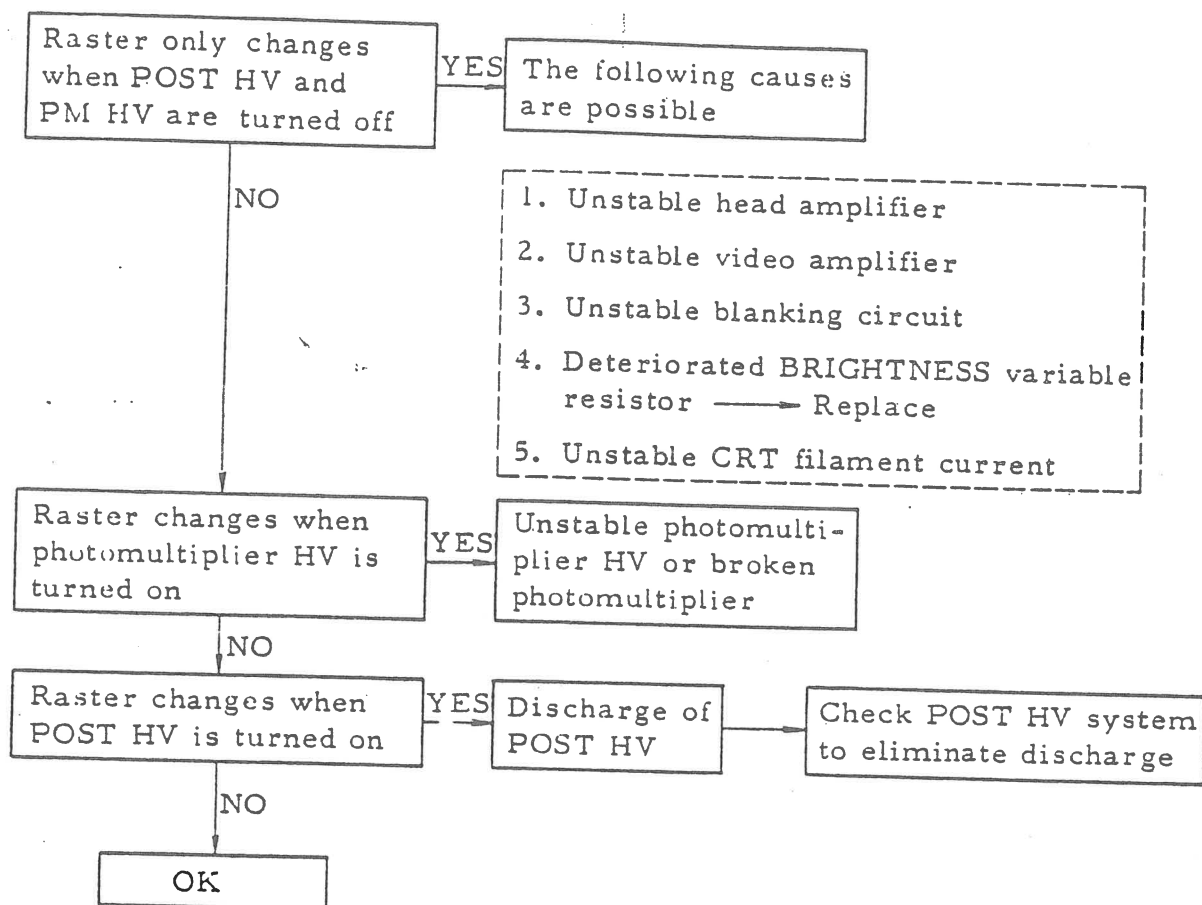 Raster only changes
when POST HV and
PM HV are turned off
YES
The following causes
are possible
NO
1. Unstable head amplifier
2. Unstable video amplifier
3. Unstable blanking circuit
4. Deteriorated BRIGHTNESS variable
resistor Replace
5. Unstable CRT filament current
Raster changes when
photomultiplier HV is
turned on
YES
Unstable photomulti-
plier HV or broken
photomultiplier
NO
Raster changes when
POST HV is turned on
YES
Discharge of
POST HV
Check POST HV system
to eliminate discharge
NO
OK